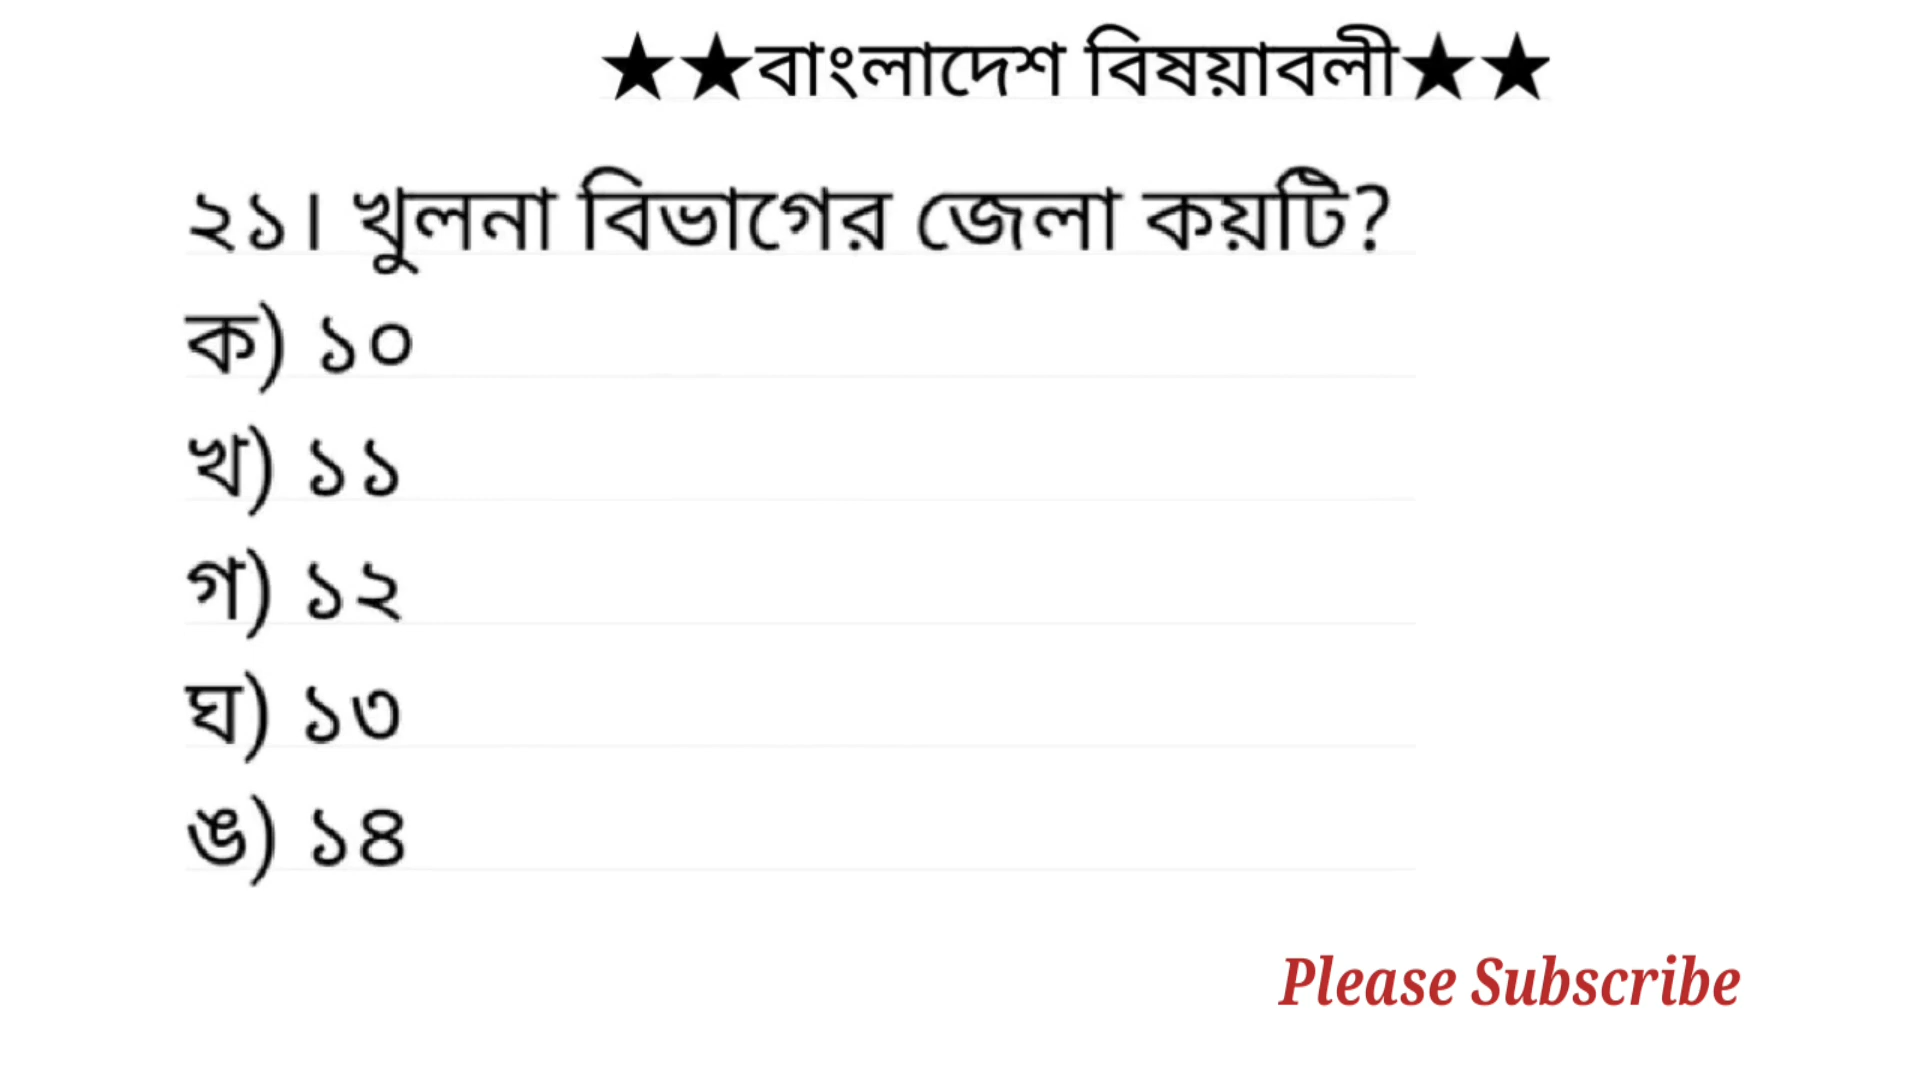 ★★বাংলাদেশ বিষয়াবলী★★
২১। খুলনা বিভাগের জেলা কয়টি?
ক) ১০
খ) ১১
গ) ১২
ঘ) ১৩
ঙ) ১৪
Please Subscribe